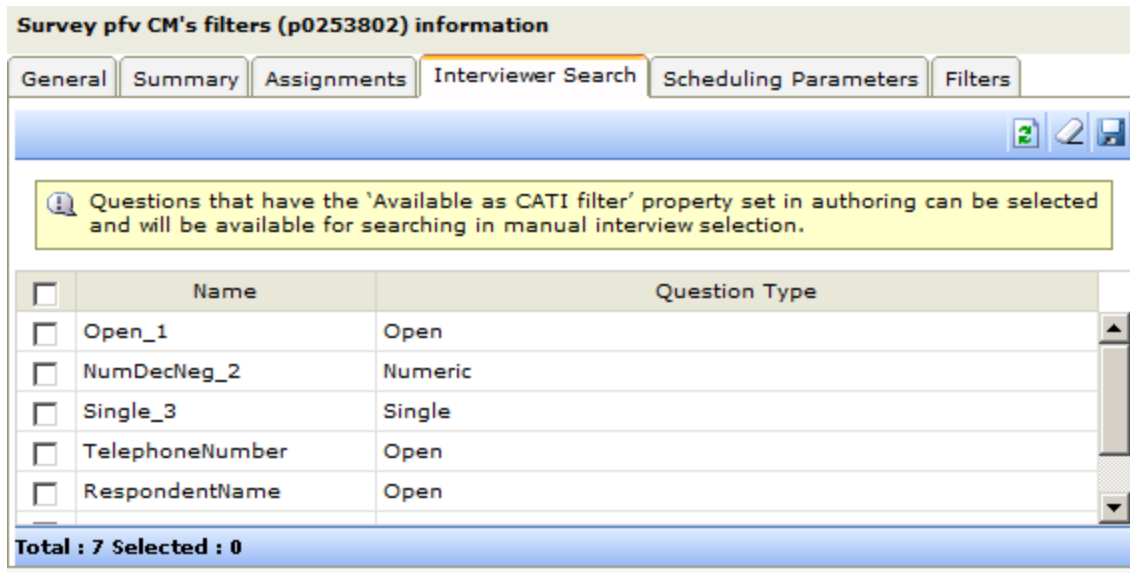 Survey pfv CM's filters (p0253802) information
General Summary Assignments Interviewer Search Scheduling Parameters Filters
Questions that have the `Available as CATI filter' property set in authoring can be selected
and will be available for searching in manual interview selection.
Name Question Type
Open_1 Open
NumDecNeg_2 Numeric
Single_3 Single
TelephoneNumber Open
RespondentName Open
Total : 7 Selected : 0